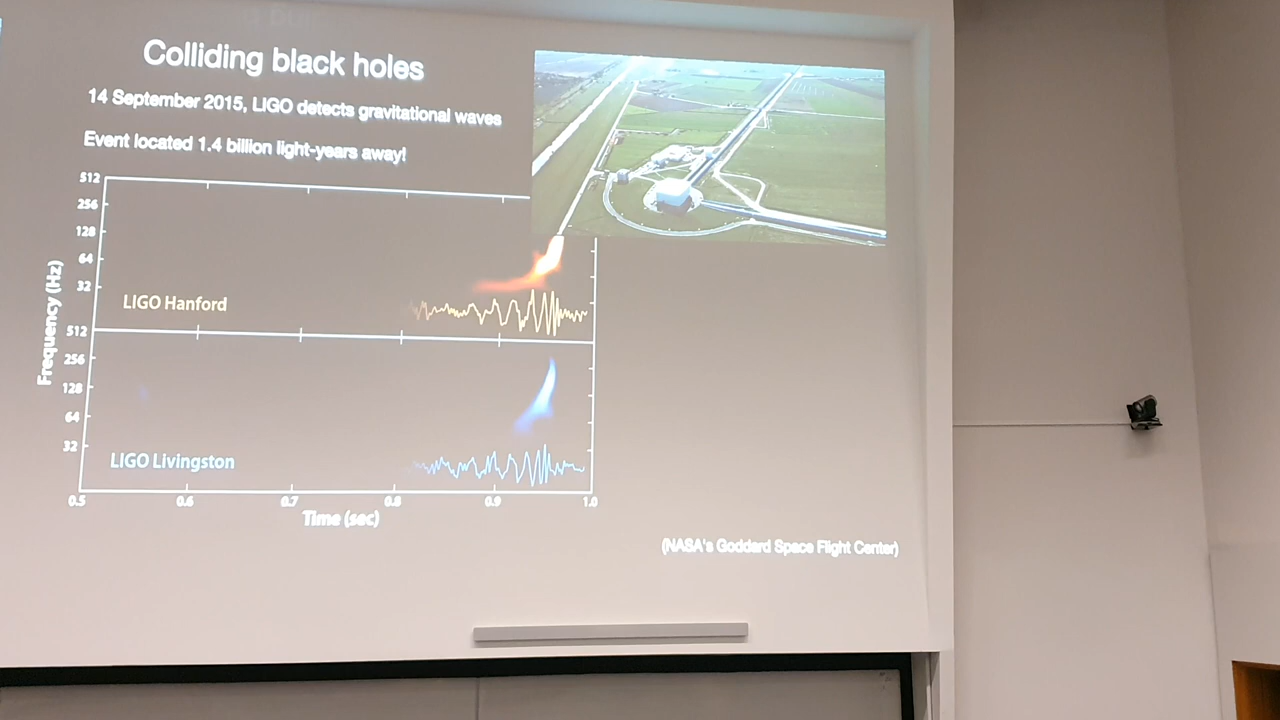 Colliding black holes
14 September 2015, LIGO detects gravitational waves
Event located 1.4 billion light-years away!
512
256
128
64
32
LIGO Hanford
512
256
128
64
32
LIGO Livingston
Frequency (Hz)
0.5 0.6 0.7 0.8 0.9 1.0
Time (sec)
(NASA's Goddard Space Flight Center)